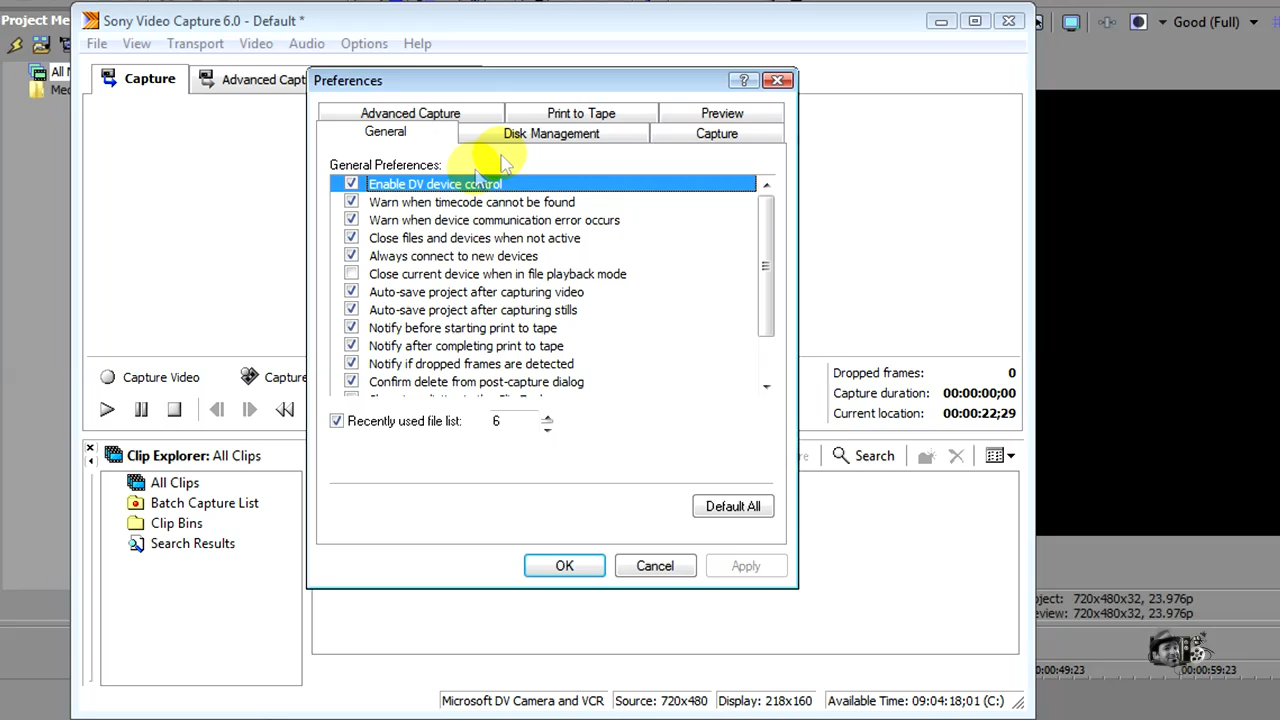 Project Me
Sony Video Capture 6.0 - Default *
Good (Full)
File View Transport Video Audio Options Help
All
Med
Capture
Advanced Capt
Preferences
Advanced Capture Print to Tape Preview
General Disk Management Capture
General Preferences:
Enable DV device control
Warn when timecode cannot be found
Warn when device communication error occurs
Close files and devices when not active
Always connect to new devices
Close current device when in file playback mode
Auto-save project after capturing video
Auto-save project after capturing stills
Notify before starting print to tape
Notify after completing print to tape
Notify if dropped frames are detected
Confirm delete from post-capture dialog
Recently used file list: 6
Default All
OK Cancel Apply
Capture Video
Capture
Dropped frames: 0
Capture duration: 00:00:00;00
Current location: 00:00:22;29
Clip Explorer: All Clips
Search
All Clips
Batch Capture List
Clip Bins
Search Results
oject: 720x480x32, 23.976p
eview: 720x480x32, 23.976p
00:00:49:23 00:00:59:23
Microsoft DV Camera and VCR Source: 720x480 Display: 218x160 Available Time: 09:04:18;01 (C:)